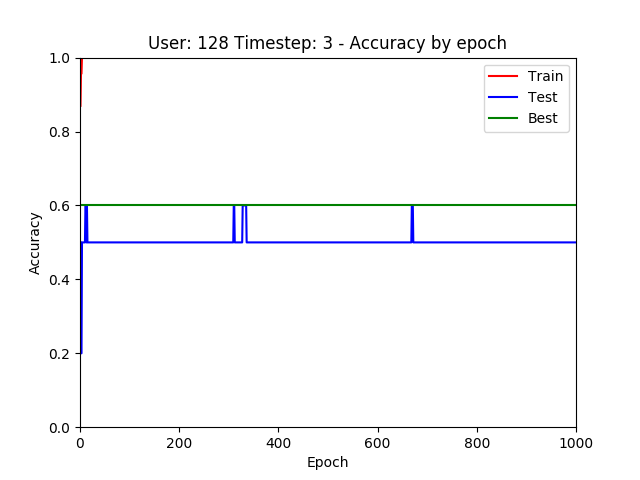 User: 128 Timestep: 3 - Accuracy by epoch
1.0
0.8
0.6
0.4
0.2
0.0
Accuracy
Train
Test
Best
0 200 400 600 800 1000
Epoch